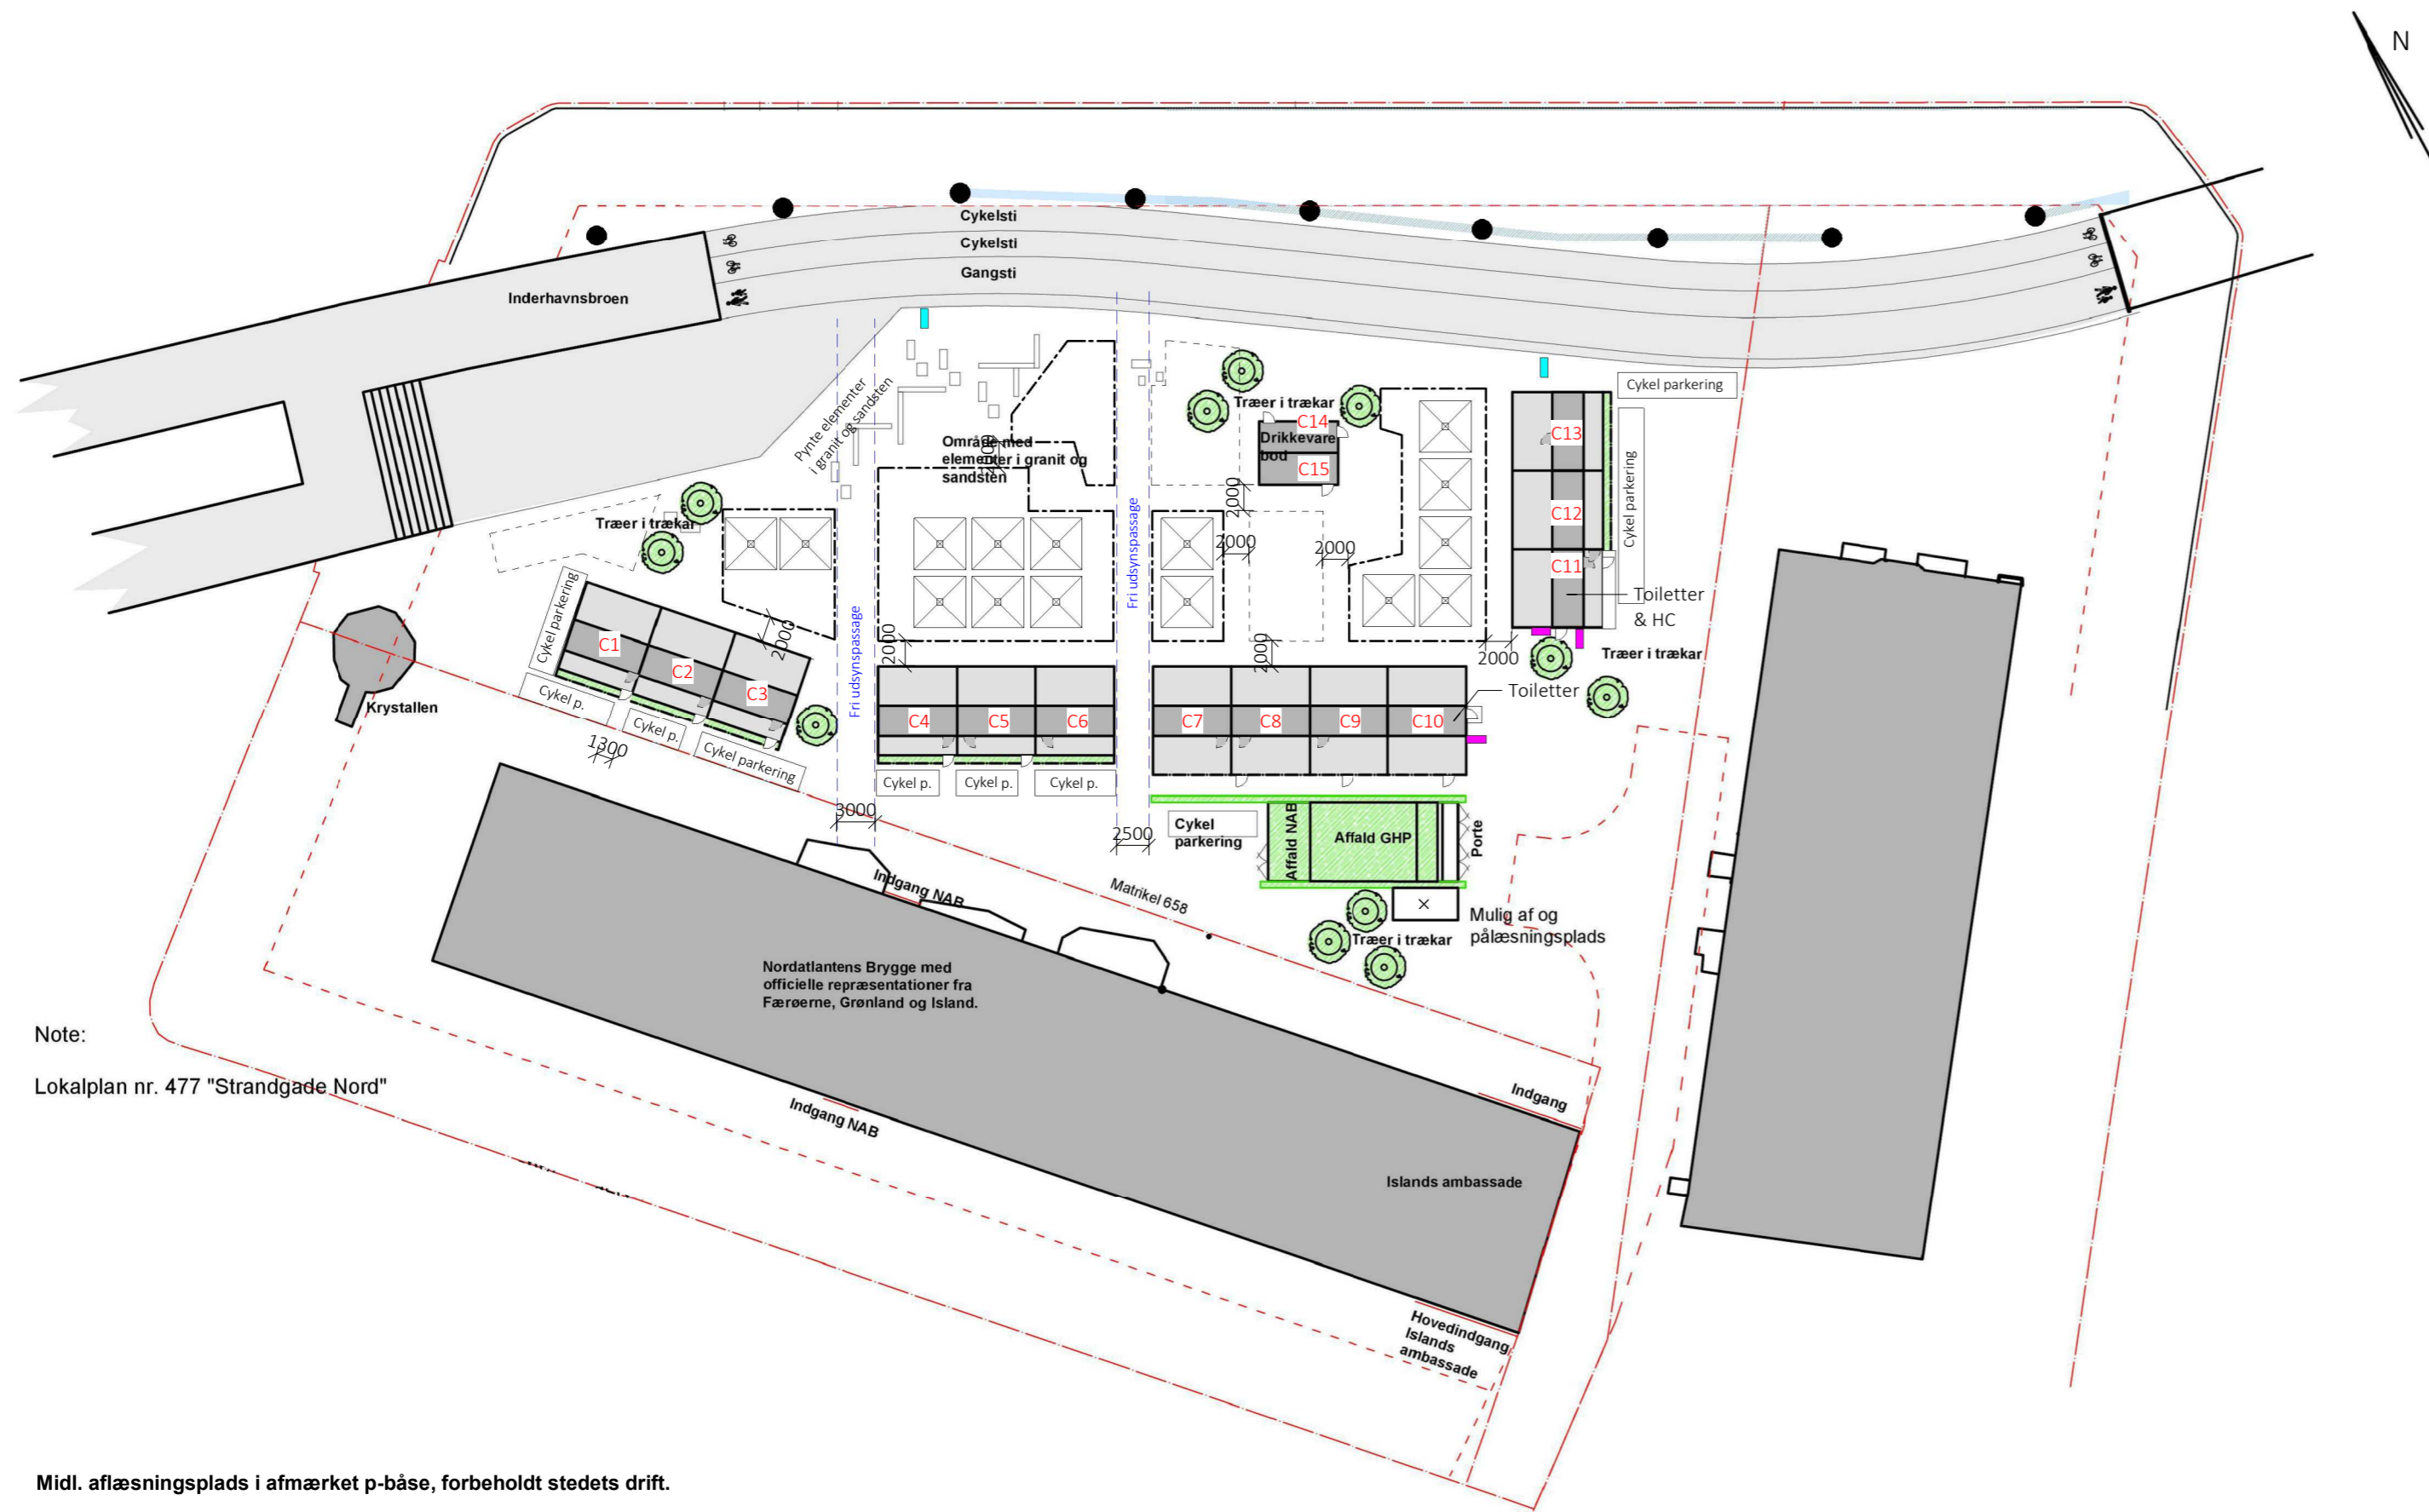 N
Cykelsti
Cykelsti
Gangsti
Inderhavnsbroen
Pynte elementer
i granit og sandsten
Område med
elementer i granit og
sandsten
Træer i trækar
C14
Drikkevare
bod
C15
Cykel parkering
Cykel parkering
C13
C12
C11
Toiletter
& HC
Træer i trækar
Træer i trækar
Fri udsynspassage
Fri udsynspassage
2000
2000
2000
2000
2000
2000
2000
Cykel parkering
C1
C2
C3
Cykel p.
Cykel p.
Cykel parkering
1300
Krystallen
C4
C5
C6
C7
C8
C9
C10
Toiletter
Cykel p.
Cykel p.
Cykel p.
3000
2500
Cykel
parkering
Affald NAB
Affald GHP
Porte
Mulig af og
pålæsningsplads
Træer i trækar
Matrikel 658
Indgang NAB
Nordatlantens Brygge med
officielle repræsentationer fra
Færøerne, Grønland og Island.
Note:
Lokalplan nr. 477 "Strandgade Nord"
Indgang NAB
Indgang
Islands ambassade
Hovedindgang
Islands
ambassade
Midl. aflæsningsplads i afmærket p-båse, forbeholdt stedets drift.